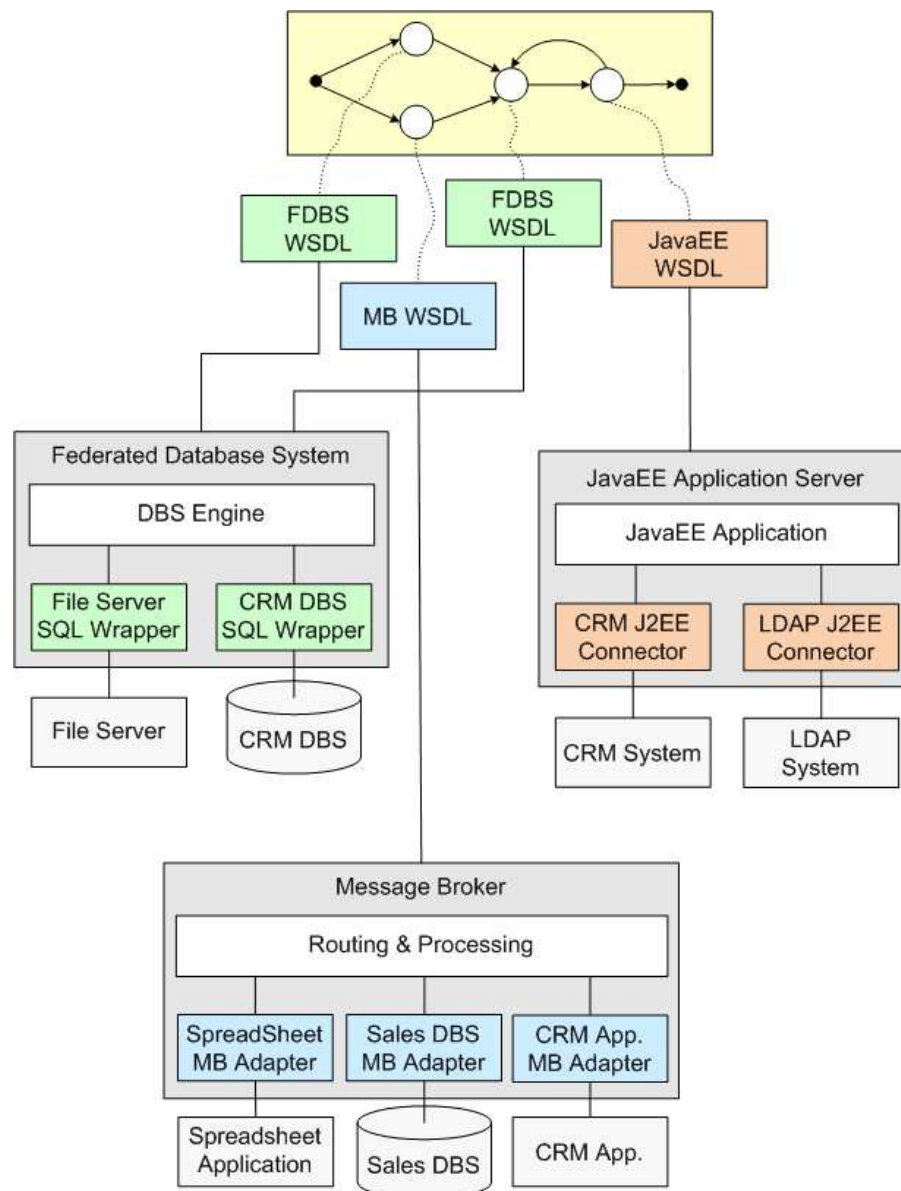 FDBS
WSDL
FDBS
WSDL
JavaEE
WSDL
MB WSDL
Federated Database System
DBS Engine
File Server
SQL Wrapper
CRM DBS
SQL Wrapper
File Server
CRM DBS
JavaEE Application Server
JavaEE Application
CRM J2EE
Connector
LDAP J2EE
Connector
CRM System
LDAP
System
Message Broker
Routing & Processing
SpreadSheet
MB Adapter
Sales DBS
MB Adapter
CRM App.
MB Adapter
Spreadsheet
Application
Sales DBS
CRM App.